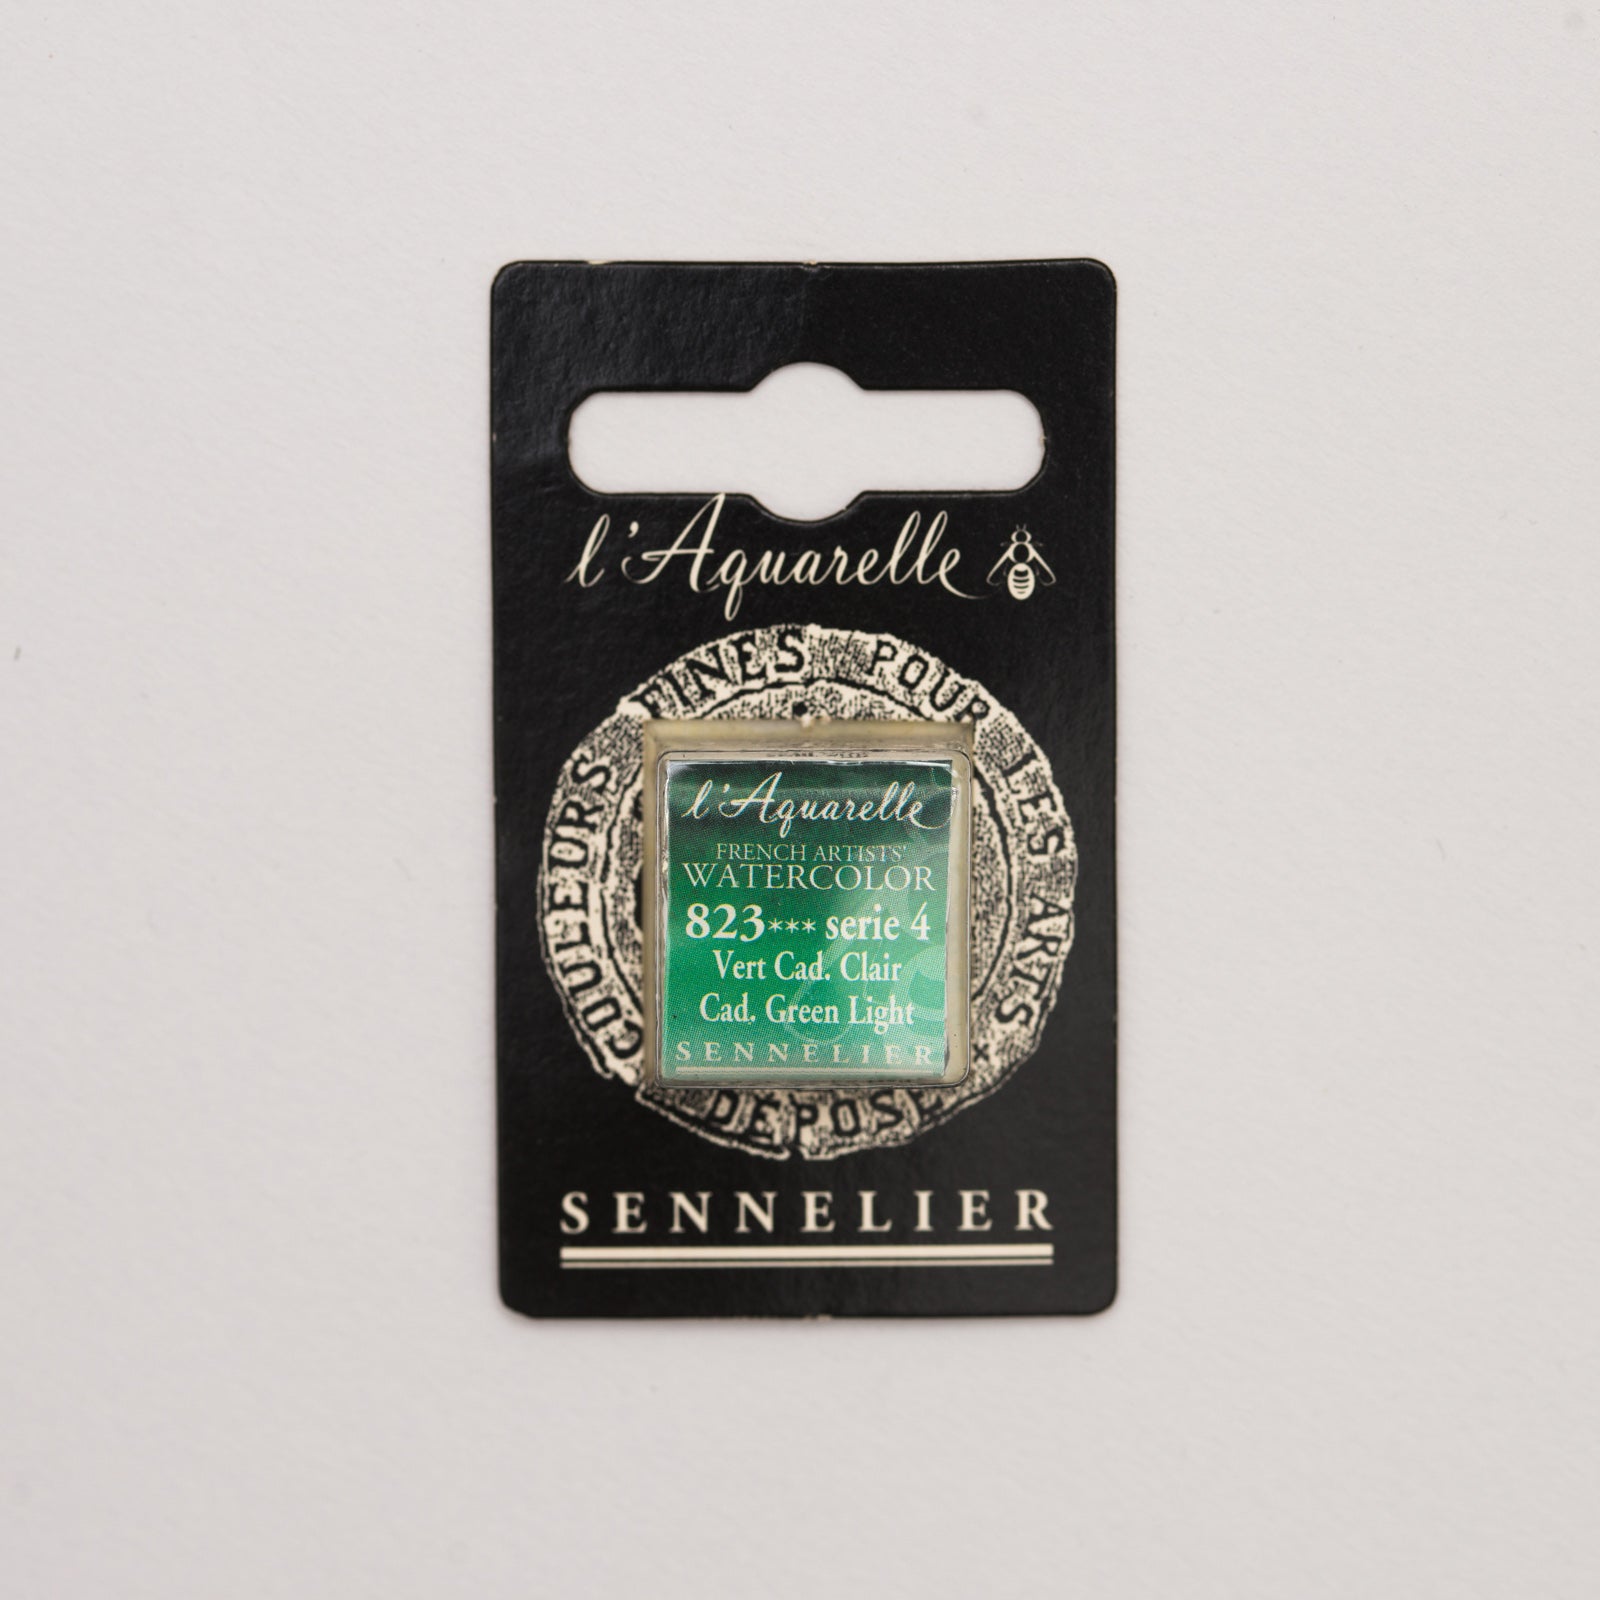 l'Aquarelle
COULEURS FINES POUR LES ARTS
l'Aquarelle
FRENCH ARTISTS'
WATERCOLOR
823*** serie 4
Vert Cad. Clair
Cad. Green Light
SENNELIER
DÉPOSÉ
SENNELIER